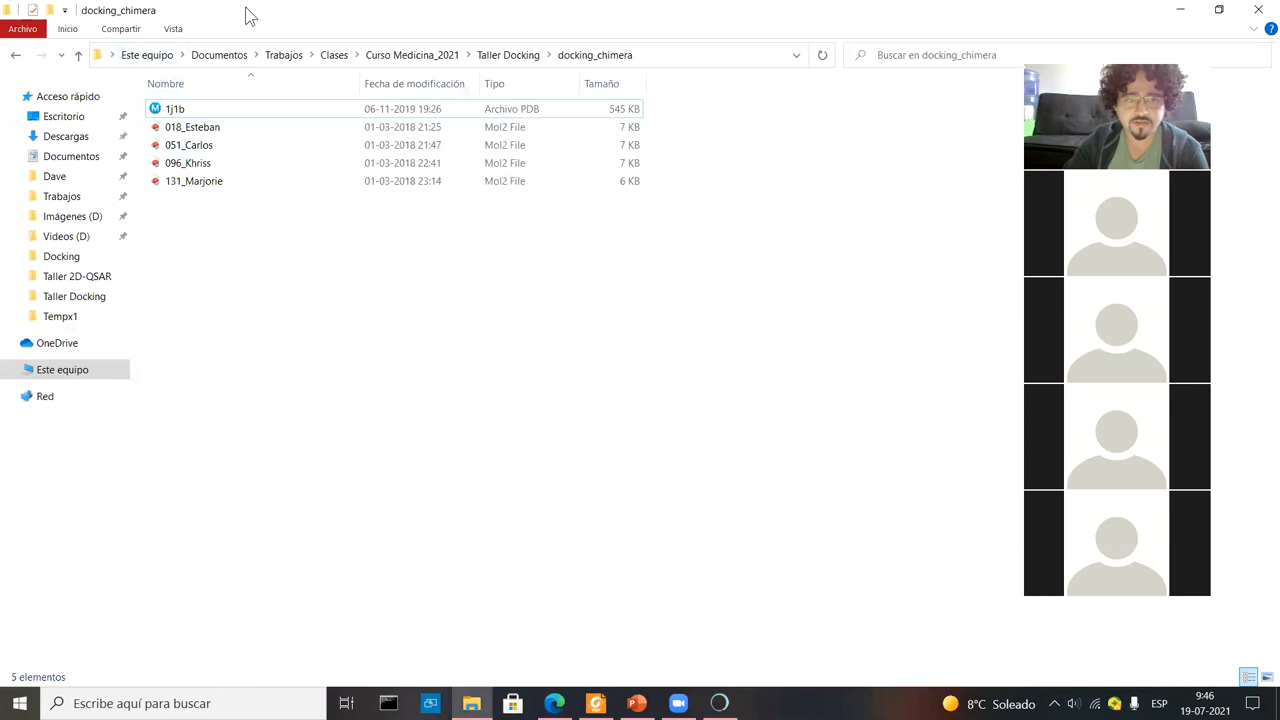 docking_chimera
Archivo Inicio Compartir Vista
Este equipo Documentos Trabajos Clases Curso Medicina_2021 Taller Docking docking_chimera
Buscar en docking_chimera
Nombre Fecha de modificación Tipo Tamaño
1j1b 06-11-2019 19:26 Archivo PDB 545 KB
018_Esteban 01-03-2018 21:25 Mol2 File 7 KB
051_Carlos 01-03-2018 21:47 Mol2 File 7 KB
096_Khriss 01-03-2018 22:41 Mol2 File 7 KB
131_Marjorie 01-03-2018 23:14 Mol2 File 6 KB
Acceso rápido
Escritorio
Descargas
Documentos
Dave
Trabajos
Imágenes (D)
Videos (D)
Docking
Taller 2D-QSAR
Taller Docking
Tempx1
OneDrive
Este equipo
Red
5 elementos
Escribe aquí para buscar
8°C Soleado
ESP
9:46
19-07-2021